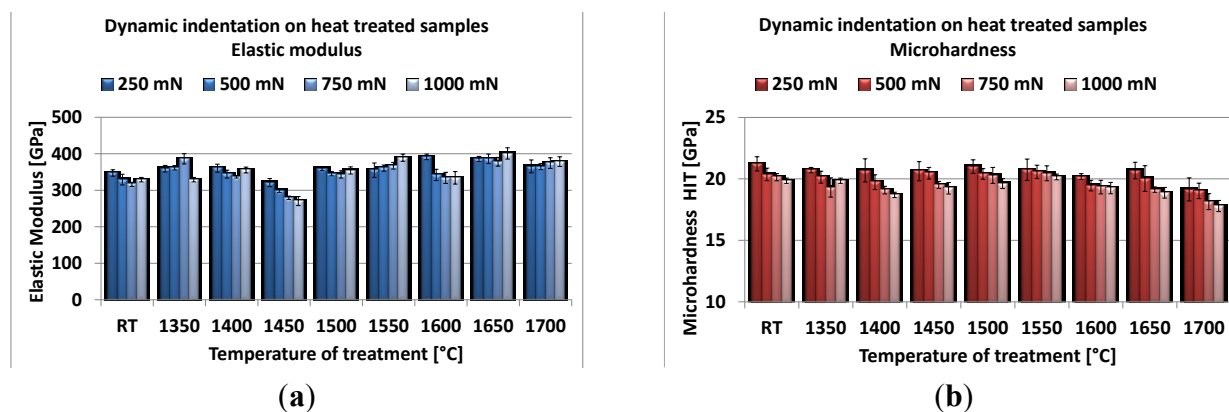 Dynamic indentation on heat treated samples
Elastic modulus
250 mN 500 mN 750 mN 1000 mN
Elastic Modulus [GPa]
500
400
300
200
100
0
RT 1350 1400 1450 1500 1550 1600 1650 1700
Temperature of treatment [°C]
(a)
Dynamic indentation on heat treated samples
Microhardness
250 mN 500 mN 750 mN 1000 mN
Microhardness HIT [GPa]
25
20
15
10
RT 1350 1400 1450 1500 1550 1600 1650 1700
Temperature of treatment [°C]
(b)